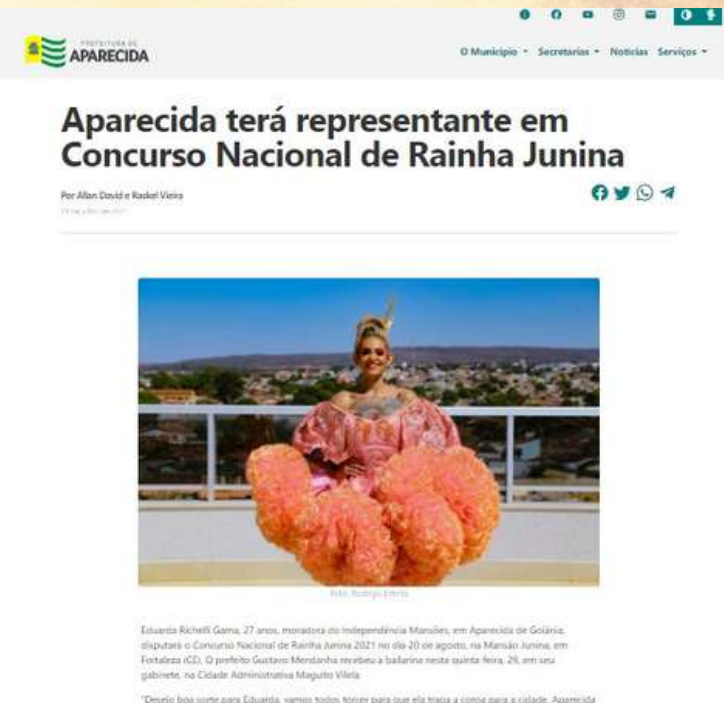 PREFEITURA DE
APARECIDA
O Município Secretarias Notícias Serviços
Aparecida terá representante em
Concurso Nacional de Rainha Junina
Por Allan David e Raskel Vieira
Foto: Rodrigo
Eduarda Richelli Gama, 27 anos, moradora do Independência Mansões, em Aparecida de Goiânia,
disputará o Concurso Nacional de Rainha Junina 2021 no dia 20 de agosto, na Mansão Junina, em
Fortaleza (CE). O prefeito Gustavo Mendanha recebeu a bailarina nesta quinta-feira, 29, em seu
gabinete, na Cidade Administrativa Maguito Vilela.
"Desejo boa sorte para Eduarda, vamos todos torcer para que ela traga a coroa para a cidade. Aparecida